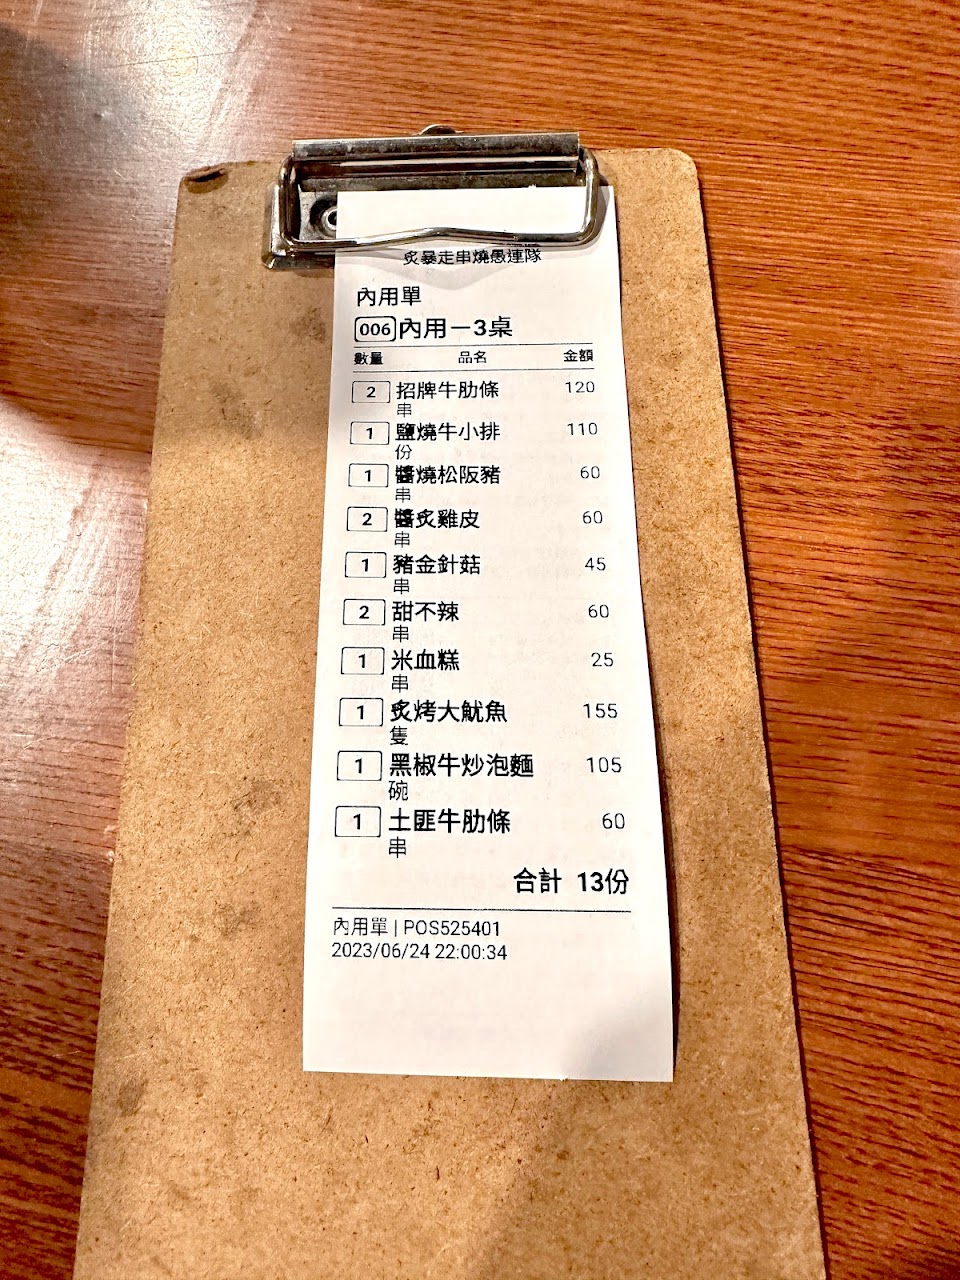 炙暴走串燒愚連隊
內用單
006 內用－3桌
數量 品名 金額
2 招牌牛肋條 120
串
1 鹽燒牛小排 110
份
1 醬燒松阪豬 60
串
2 醬炙雞皮 60
串
1 豬金針菇 45
串
2 甜不辣 60
串
1 米血糕 25
串
1 炙烤大魷魚 155
隻
1 黑椒牛炒泡麵 105
碗
1 土匪牛肋條 60
串
合計 13份
內用單 | POS525401
2023/06/24 22:00:34